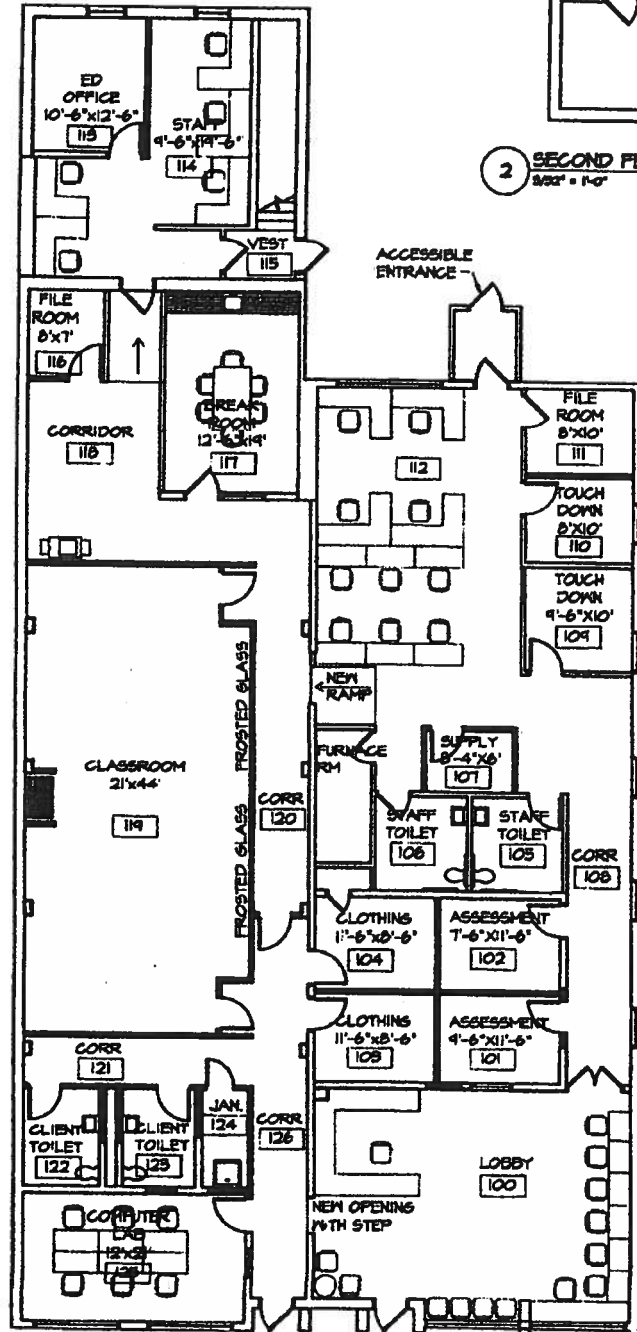 ED
OFFICE
10'-6"x12'-6"
113
STAFF
9'-6"x19'-6"
114
2
SECOND FL
3/32" = 1'-0"
VEST
115
ACCESSIBLE
ENTRANCE
FILE
ROOM
8'x7'
116
BREAK
ROOM
12'-6"x19'
117
CORRIDOR
118
112
FILE
ROOM
8'X10'
111
TOUCH
DOWN
8'X10'
110
TOUCH
DOWN
9'-6"X10'
109
NEW
RAMP
FROSTED GLASS
FROSTED GLASS
CLASSROOM
21'x44'
119
FURNACE
RM
SUPPLY
8'-4"X6'
107
CORR
120
STAFF
TOILET
106
STAFF
TOILET
105
CORR
108
CLOTHING
11'-6"x8'-6"
104
ASSESSMENT
7'-6"X11'-6"
102
CLOTHING
11'-6"x8'-6"
103
ASSESSMENT
9'-6"X11'-6"
101
CORR
121
CLIENT
TOILET
122
CLIENT
TOILET
123
JAN.
124
CORR
126
LOBBY
100
NEW OPENING
WITH STEP
COMPUTER
LAB